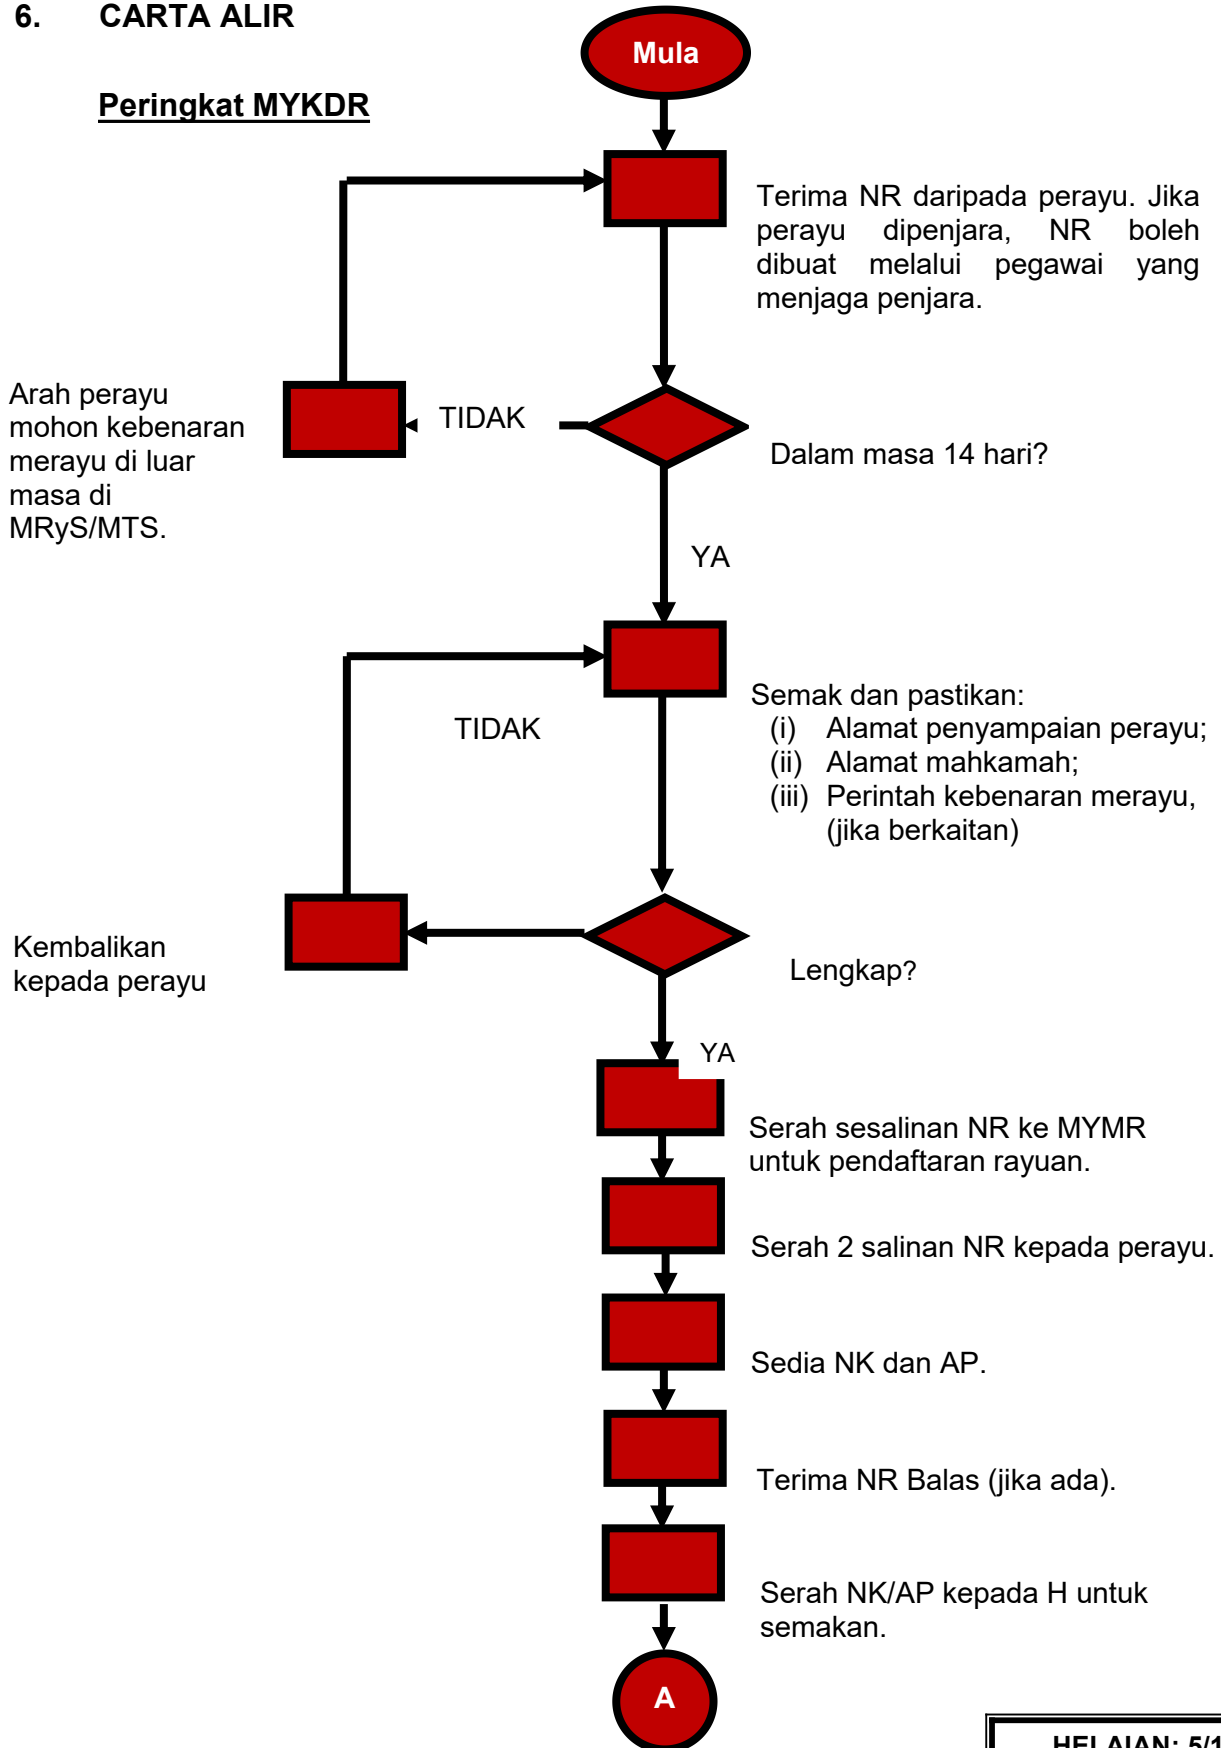 6. CARTA ALIR
Mula
Peringkat MYKDR
Terima NR daripada perayu. Jika
perayu dipenjara, NR boleh
dibuat melalui pegawai yang
menjaga penjara.
Arah perayu
mohon kebenaran
merayu di luar
masa di
MRyS/MTS.
TIDAK
Dalam masa 14 hari?
YA
Semak dan pastikan:
(i) Alamat penyampaian perayu;
(ii) Alamat mahkamah;
(iii) Perintah kebenaran merayu,
(jika berkaitan)
TIDAK
Kembalikan
kepada perayu
Lengkap?
YA
Serah sesalinan NR ke MYMR
untuk pendaftaran rayuan.
Serah 2 salinan NR kepada perayu.
Sedia NK dan AP.
Terima NR Balas (jika ada).
Serah NK/AP kepada H untuk
semakan.
A
HELAIAN: 5/1